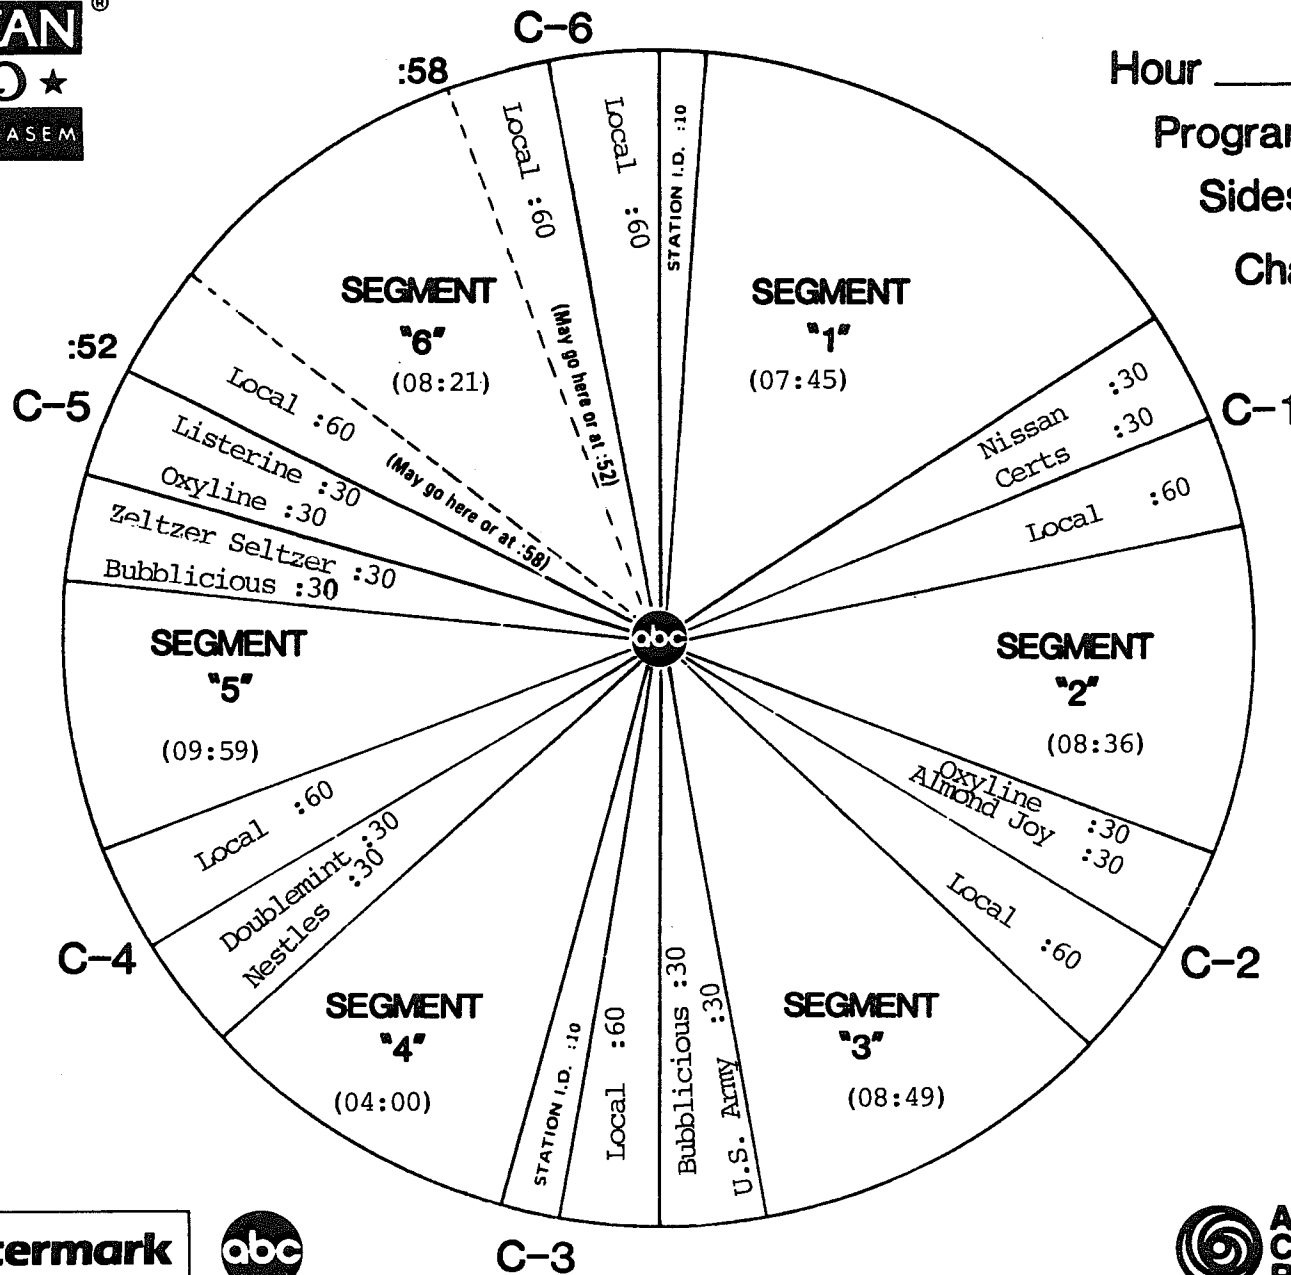 CAN
®
★
ASEM
C-6
:58
Hour
Local :60
Local :60
STATION I.D. :10
SEGMENT
"1"
(07:45)
Nissan :30
Certs :30
C-1
Local :60
SEGMENT
"2"
(08:36)
Oxyline :30
Almond Joy :30
C-2
Local :60
SEGMENT
"3"
(08:49)
U.S. Army :30
Bubblicious :30
C-3
Local :60
STATION I.D. :10
SEGMENT
"4"
(04:00)
Nestles :30
Doublemint :30
C-4
Local :60
SEGMENT
"5"
(09:59)
Bubblicious :30
Zeltzer Seltzer :30
Oxyline :30
Listerine :30
C-5
:52
Local :60
(May go here or at :58)
SEGMENT
"6"
(08:21)
(May go here or at :52)
abc
termark
abc